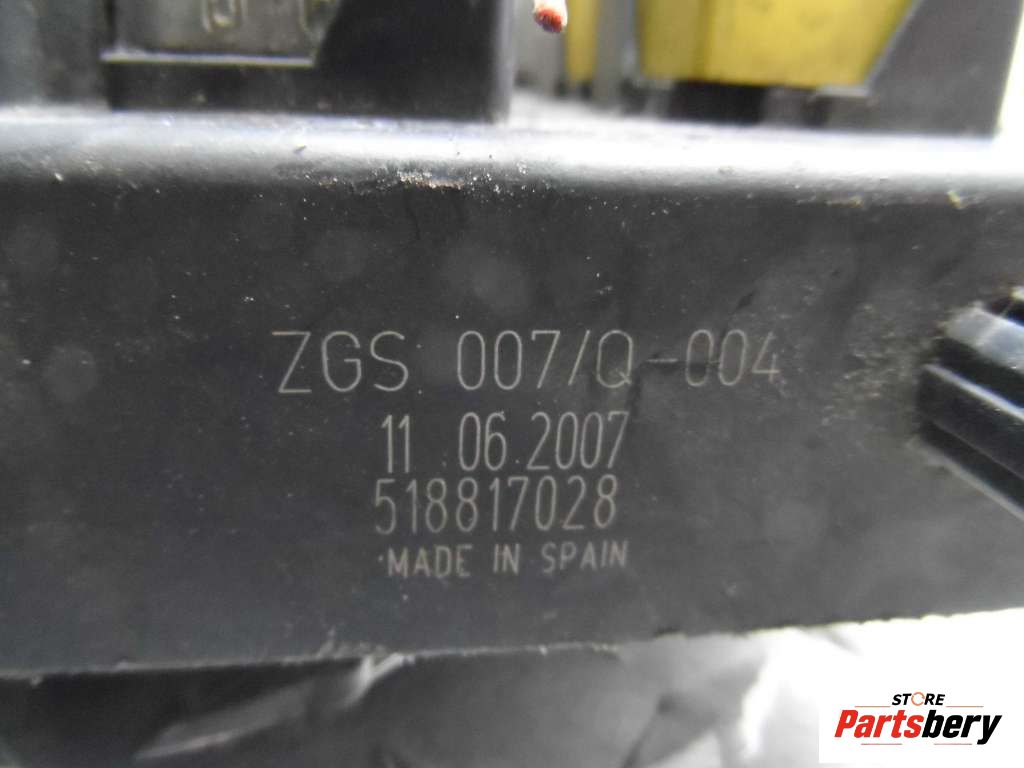 ZGS 007/Q-004
11 06.2007
518817028
MADE IN SPAIN
STORE
Partsbery